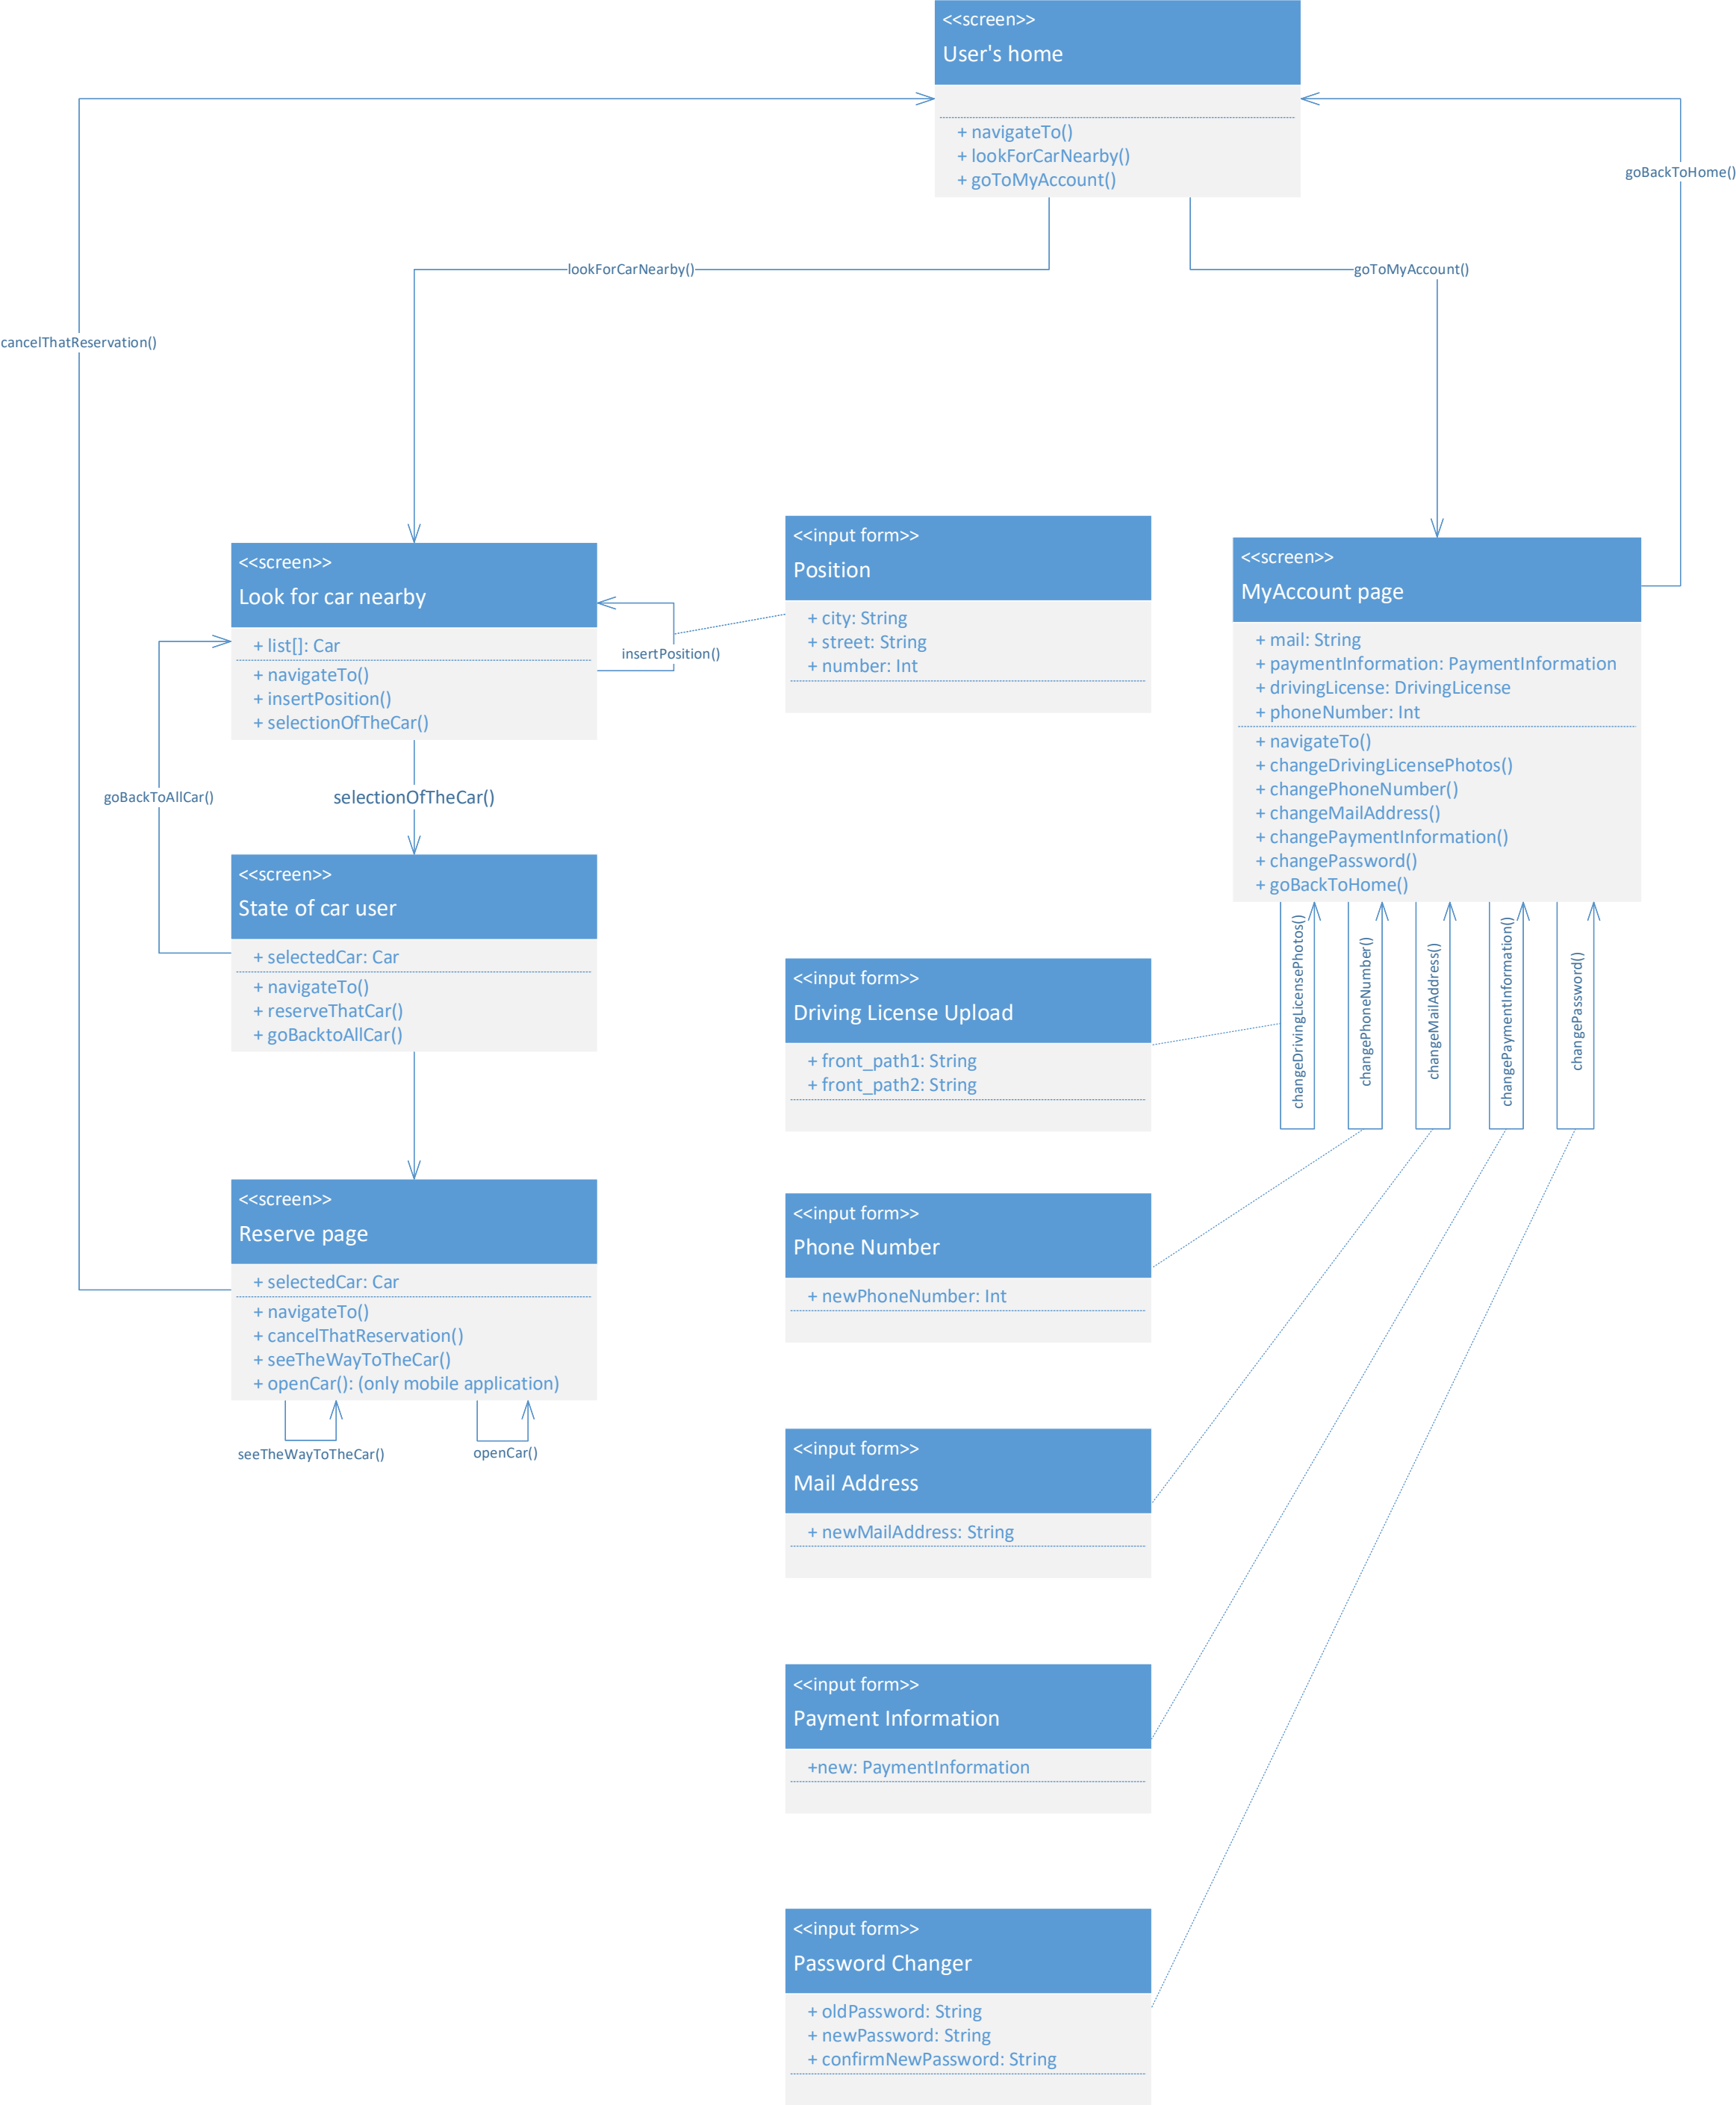 <<screen>>
User's home
+ navigateTo()
+ lookForCarNearby()
+ goToMyAccount()
goBackToHome()
lookForCarNearby()
goToMyAccount()
cancelThatReservation()
<<screen>>
Look for car nearby
+ list[]: Car
+ navigateTo()
+ insertPosition()
+ selectionOfTheCar()
insertPosition()
<<input form>>
Position
+ city: String
+ street: String
+ number: Int
<<screen>>
MyAccount page
+ mail: String
+ paymentInformation: PaymentInformation
+ drivingLicense: DrivingLicense
+ phoneNumber: Int
+ navigateTo()
+ changeDrivingLicensePhotos()
+ changePhoneNumber()
+ changeMailAddress()
+ changePaymentInformation()
+ changePassword()
+ goBackToHome()
goBackToAllCar()
selectionOfTheCar()
<<screen>>
State of car user
+ selectedCar: Car
+ navigateTo()
+ reserveThatCar()
+ goBacktoAllCar()
changeDrivingLicensePhotos()
changePhoneNumber()
changeMailAddress()
changePaymentInformation()
changePassword()
<<input form>>
Driving License Upload
+ front_path1: String
+ front_path2: String
<<screen>>
Reserve page
+ selectedCar: Car
+ navigateTo()
+ cancelThatReservation()
+ seeTheWayToTheCar()
+ openCar(): (only mobile application)
seeTheWayToTheCar()
openCar()
<<input form>>
Phone Number
+ newPhoneNumber: Int
<<input form>>
Mail Address
+ newMailAddress: String
<<input form>>
Payment Information
+new: PaymentInformation
<<input form>>
Password Changer
+ oldPassword: String
+ newPassword: String
+ confirmNewPassword: String